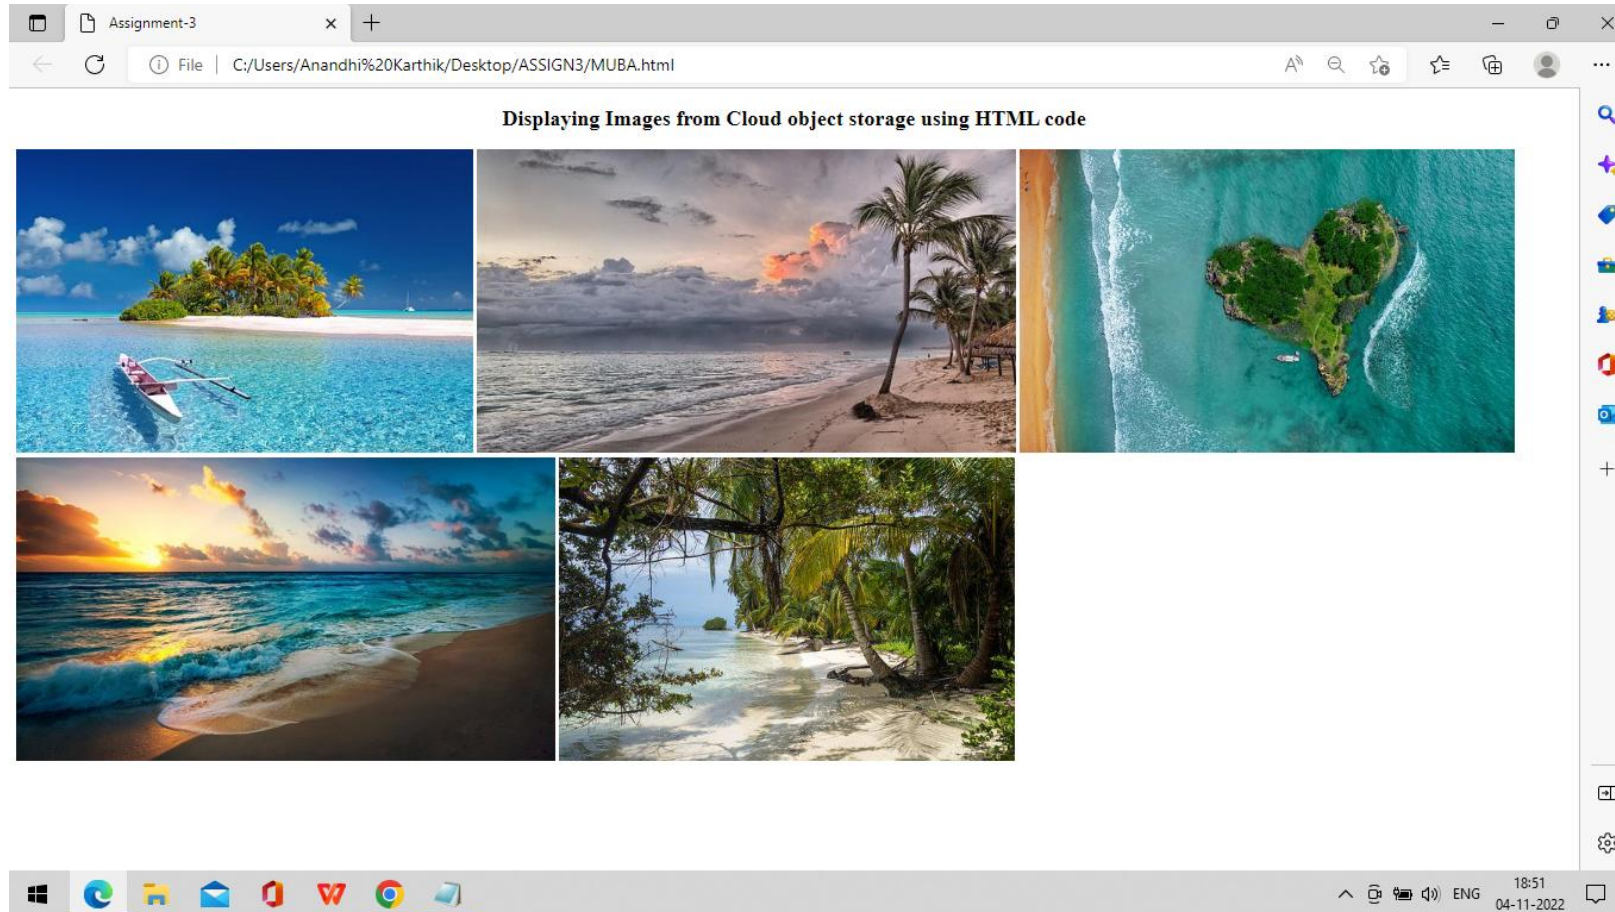 Assignment-3
File
C:/Users/Anandhi%20Karthik/Desktop/ASSIGN3/MUBA.html
Displaying Images from Cloud object storage using HTML code
ENG
18:51
04-11-2022